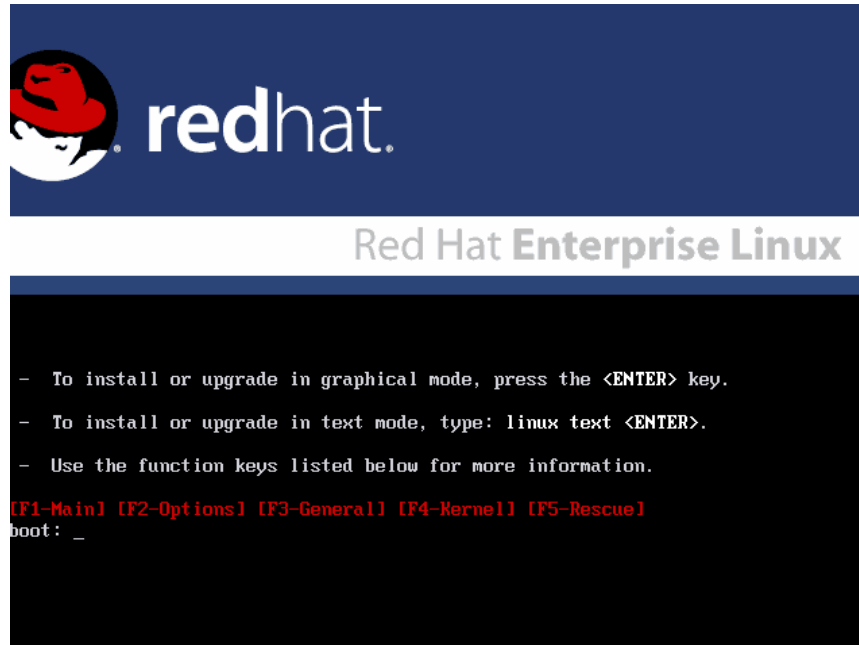 redhat.
Red Hat Enterprise Linux
- To install or upgrade in graphical mode, press the <ENTER> key.
- To install or upgrade in text mode, type: linux text <ENTER>.
- Use the function keys listed below for more information.
[F1-Main] [F2-Options] [F3-General] [F4-Kernel] [F5-Rescue]
boot: _